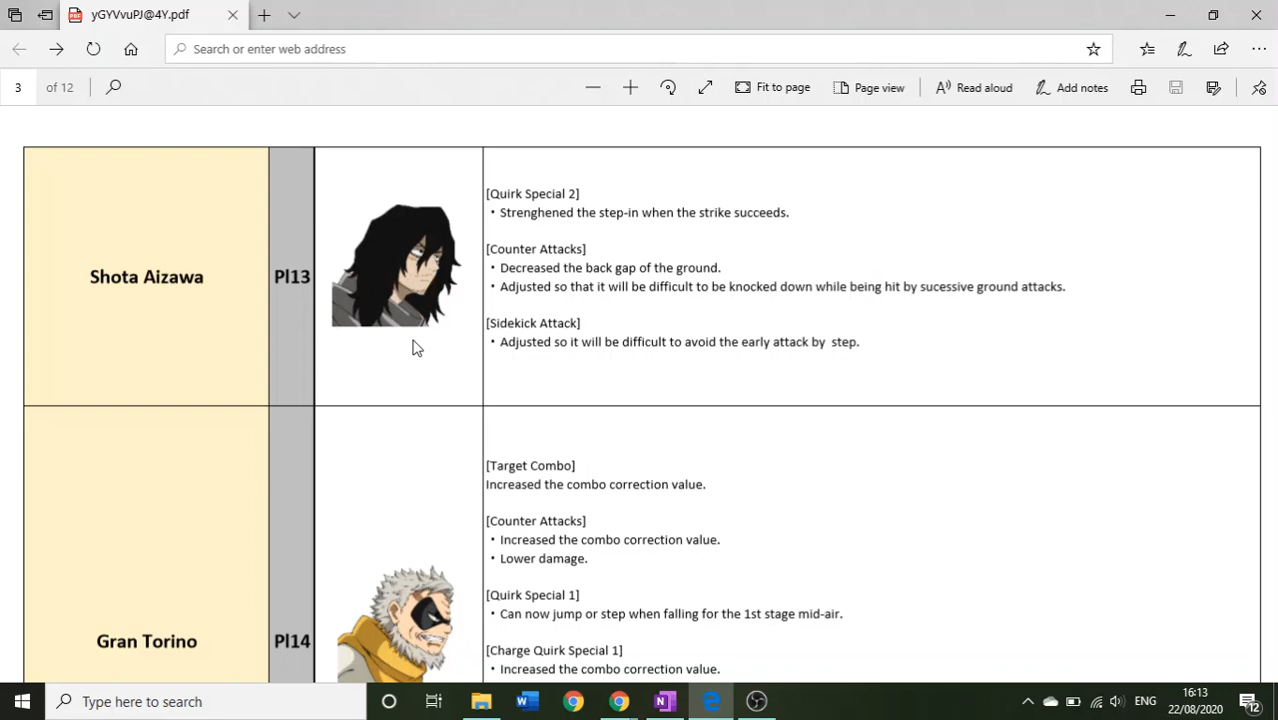 yGYVvuPJ@4Y.pdf
Search or enter web address
3 of 12
Fit to page
Page view
Read aloud
Add notes
Shota Aizawa
Pl13
[Quirk Special 2]
・Strenghened the step-in when the strike succeeds.
[Counter Attacks]
・Decreased the back gap of the ground.
・Adjusted so that it will be difficult to be knocked down while being hit by sucessive ground attacks.
[Sidekick Attack]
・Adjusted so it will be difficult to avoid the early attack by step.
Gran Torino
Pl14
[Target Combo]
Increased the combo correction value.
[Counter Attacks]
・Increased the combo correction value.
・Lower damage.
[Quirk Special 1]
・Can now jump or step when falling for the 1st stage mid-air.
[Charge Quirk Special 1]
・Increased the combo correction value.
Type here to search
ENG
16:13
22/08/2020
12